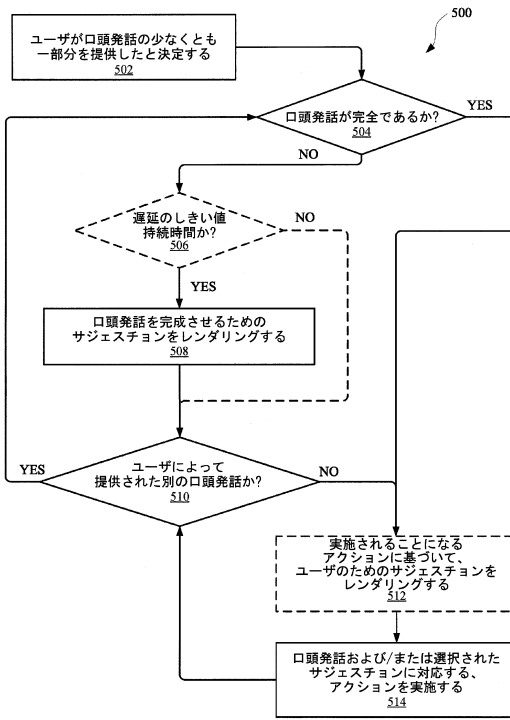 500
ユーザが口頭発話の少なくとも
一部分を提供したと決定する
502
口頭発話が完全であるか?
504
YES
NO
遅延のしきい値
持続時間か?
506
NO
YES
口頭発話を完成させるための
サジェスチョンをレンダリングする
508
YES
ユーザによって
提供された別の口頭発話か?
510
NO
実施されることになる
アクションに基づいて、
ユーザのためのサジェスチョンを
レンダリングする
512
口頭発話および/または選択された
サジェスチョンに対応する、
アクションを実施する
514